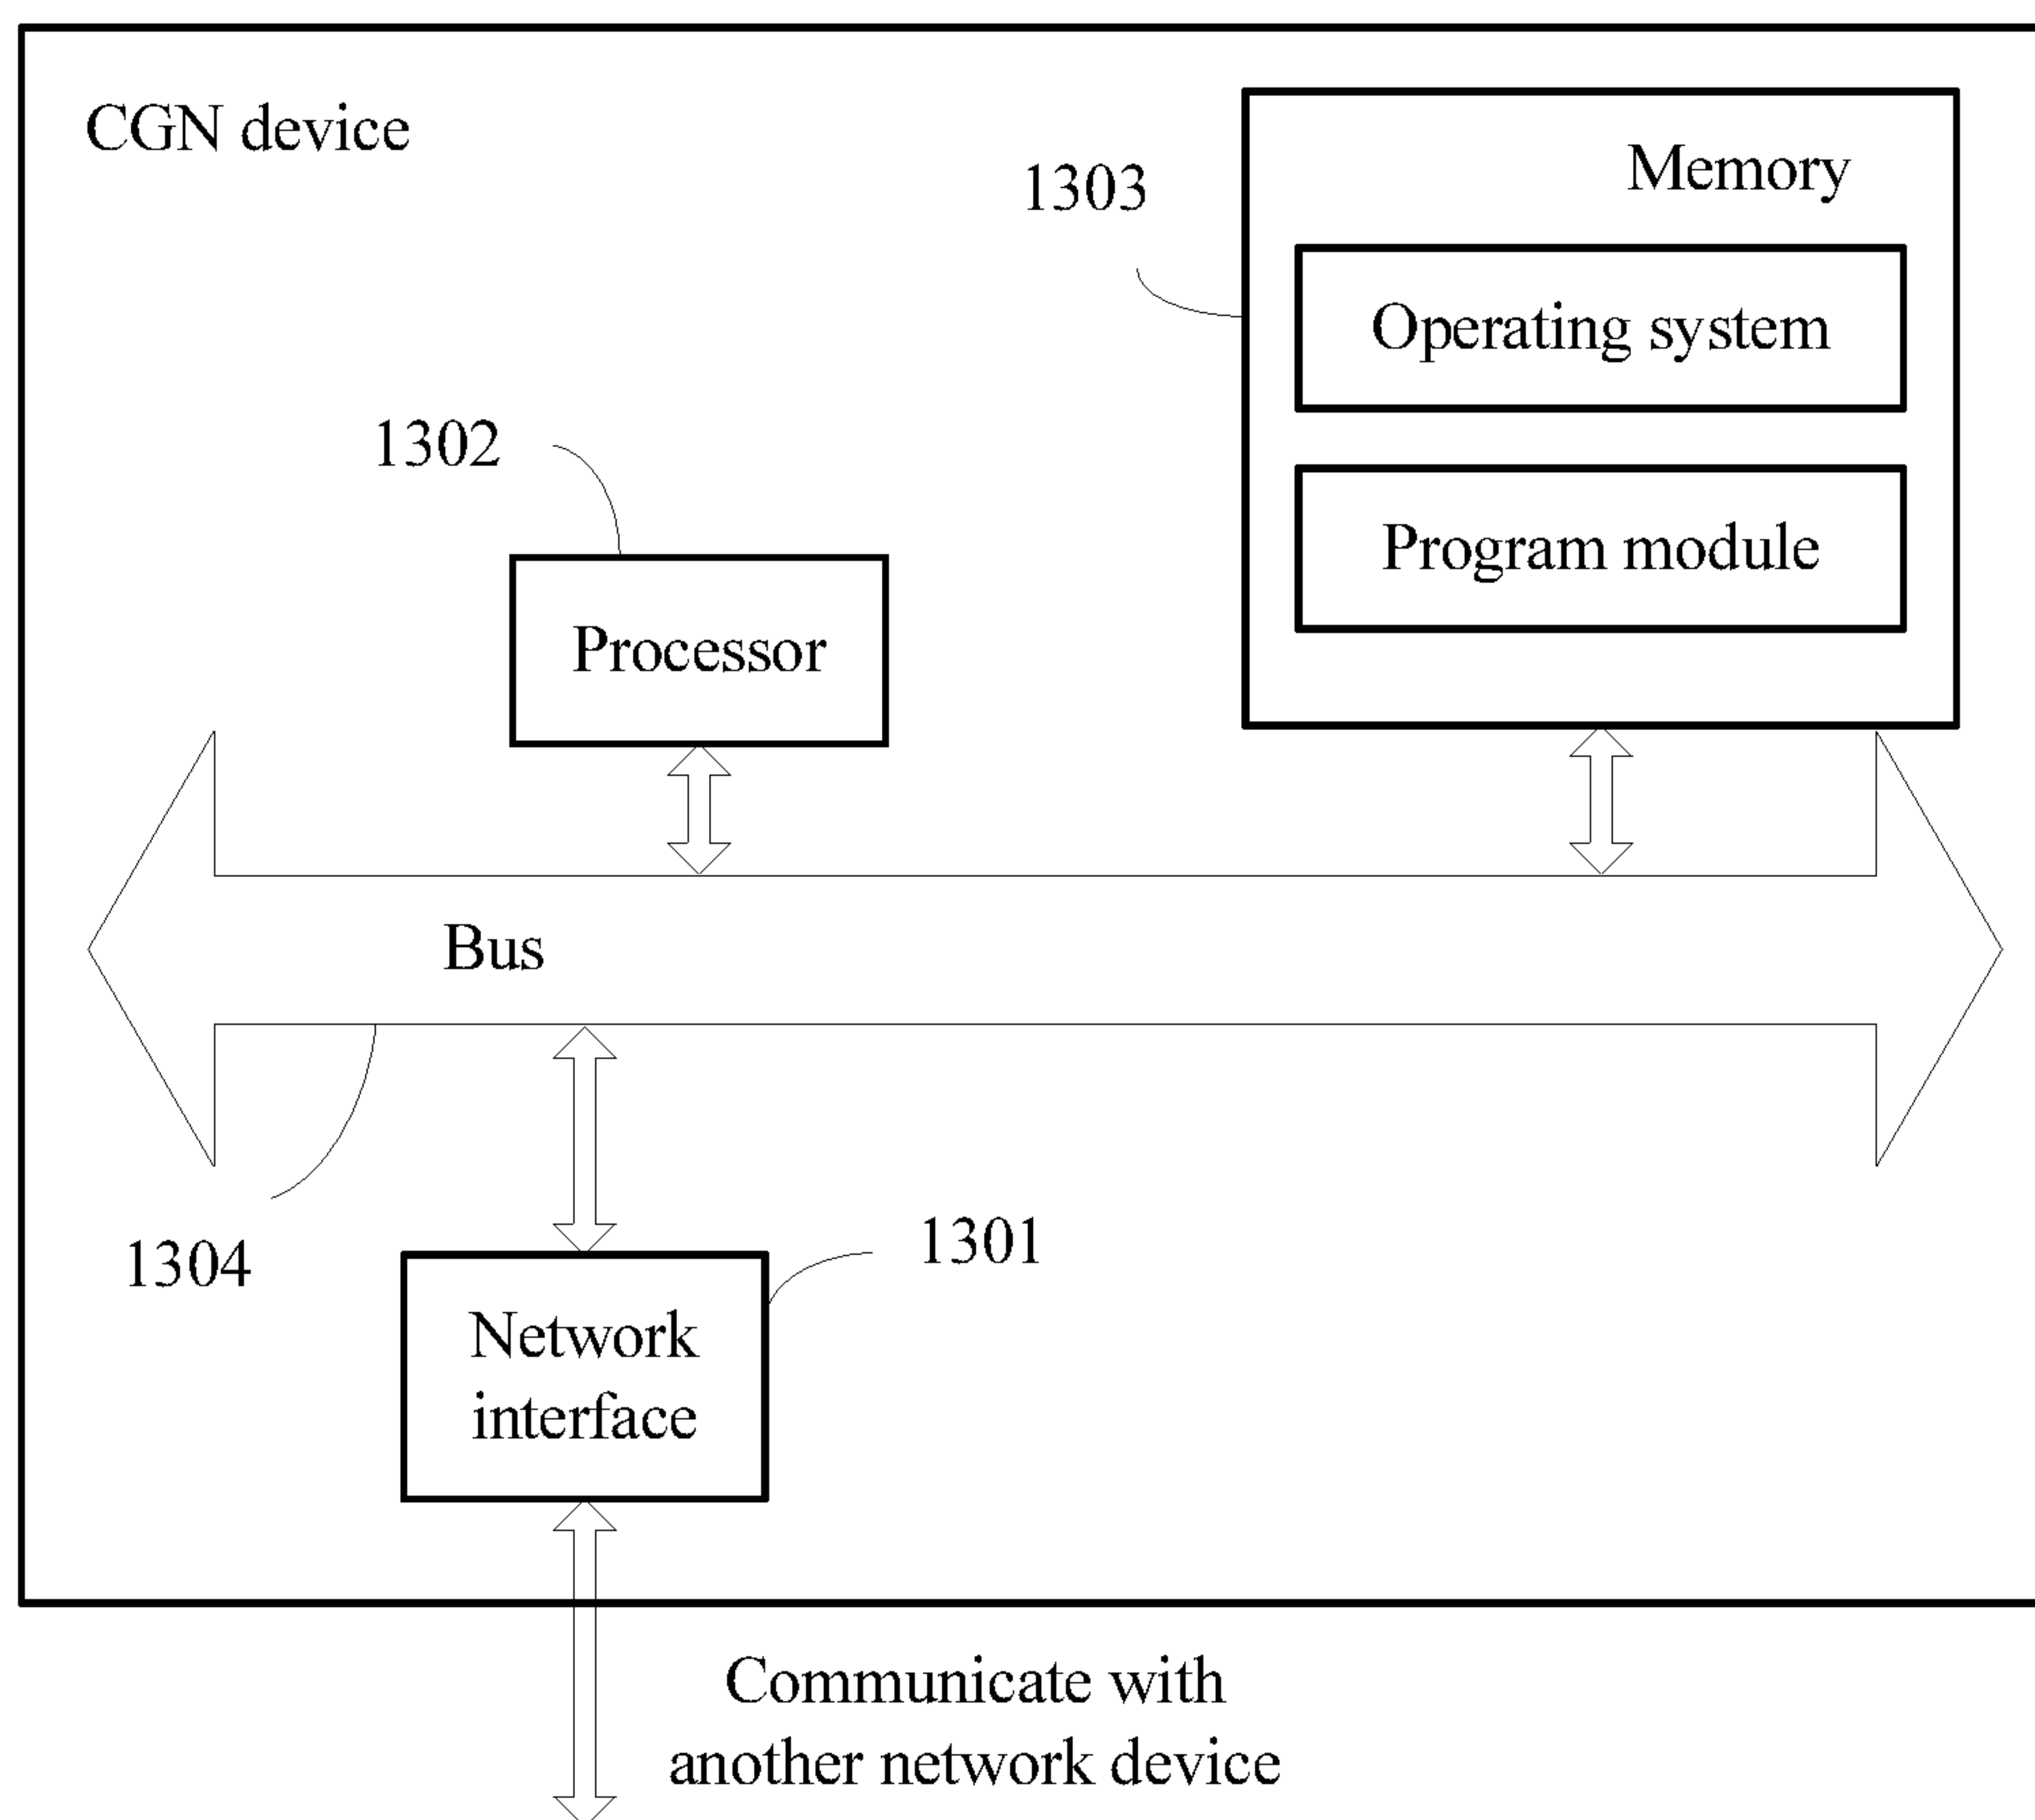 CGN device
Memory
1303
Operating system
1302
Program module
Processor
Bus
1301
1304
Network
interface
Communicate with
another network device